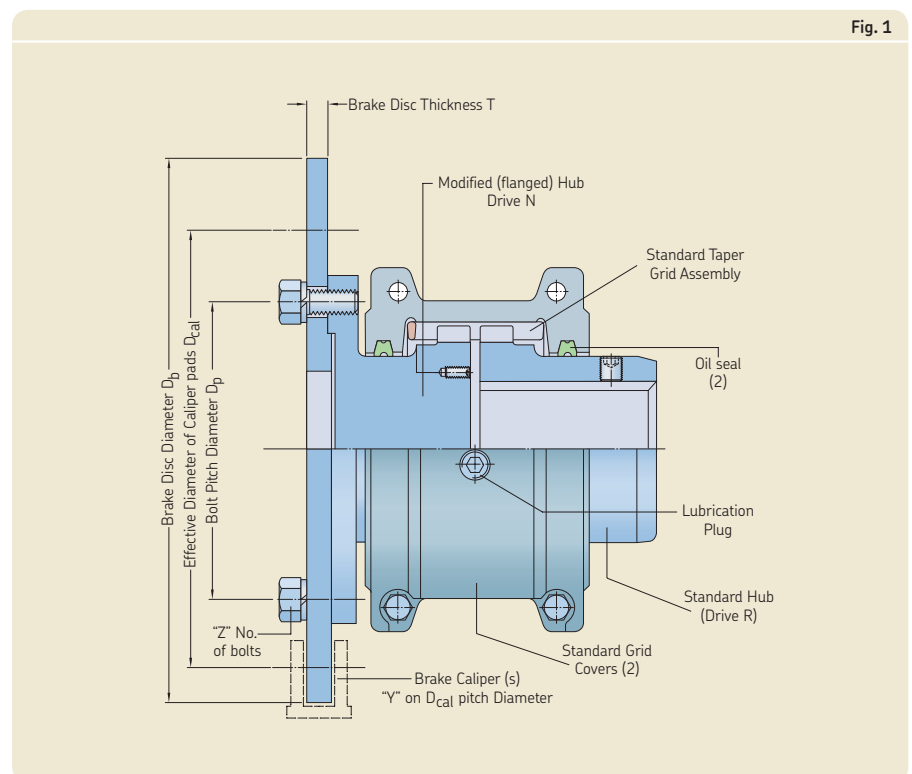 Fig. 1
Brake Disc Thickness T
Modified (flanged) Hub
Drive N
Standard Taper
Grid Assembly
Oil seal
(2)
Brake Disc Diameter Db
Effective Diameter of Caliper pads Dcal
Bolt Pitch Diameter Dp
Lubrication
Plug
Standard Hub
(Drive R)
"Z" No.
of bolts
Standard Grid
Covers (2)
Brake Caliper (s)
"Y" on Dcal pitch Diameter